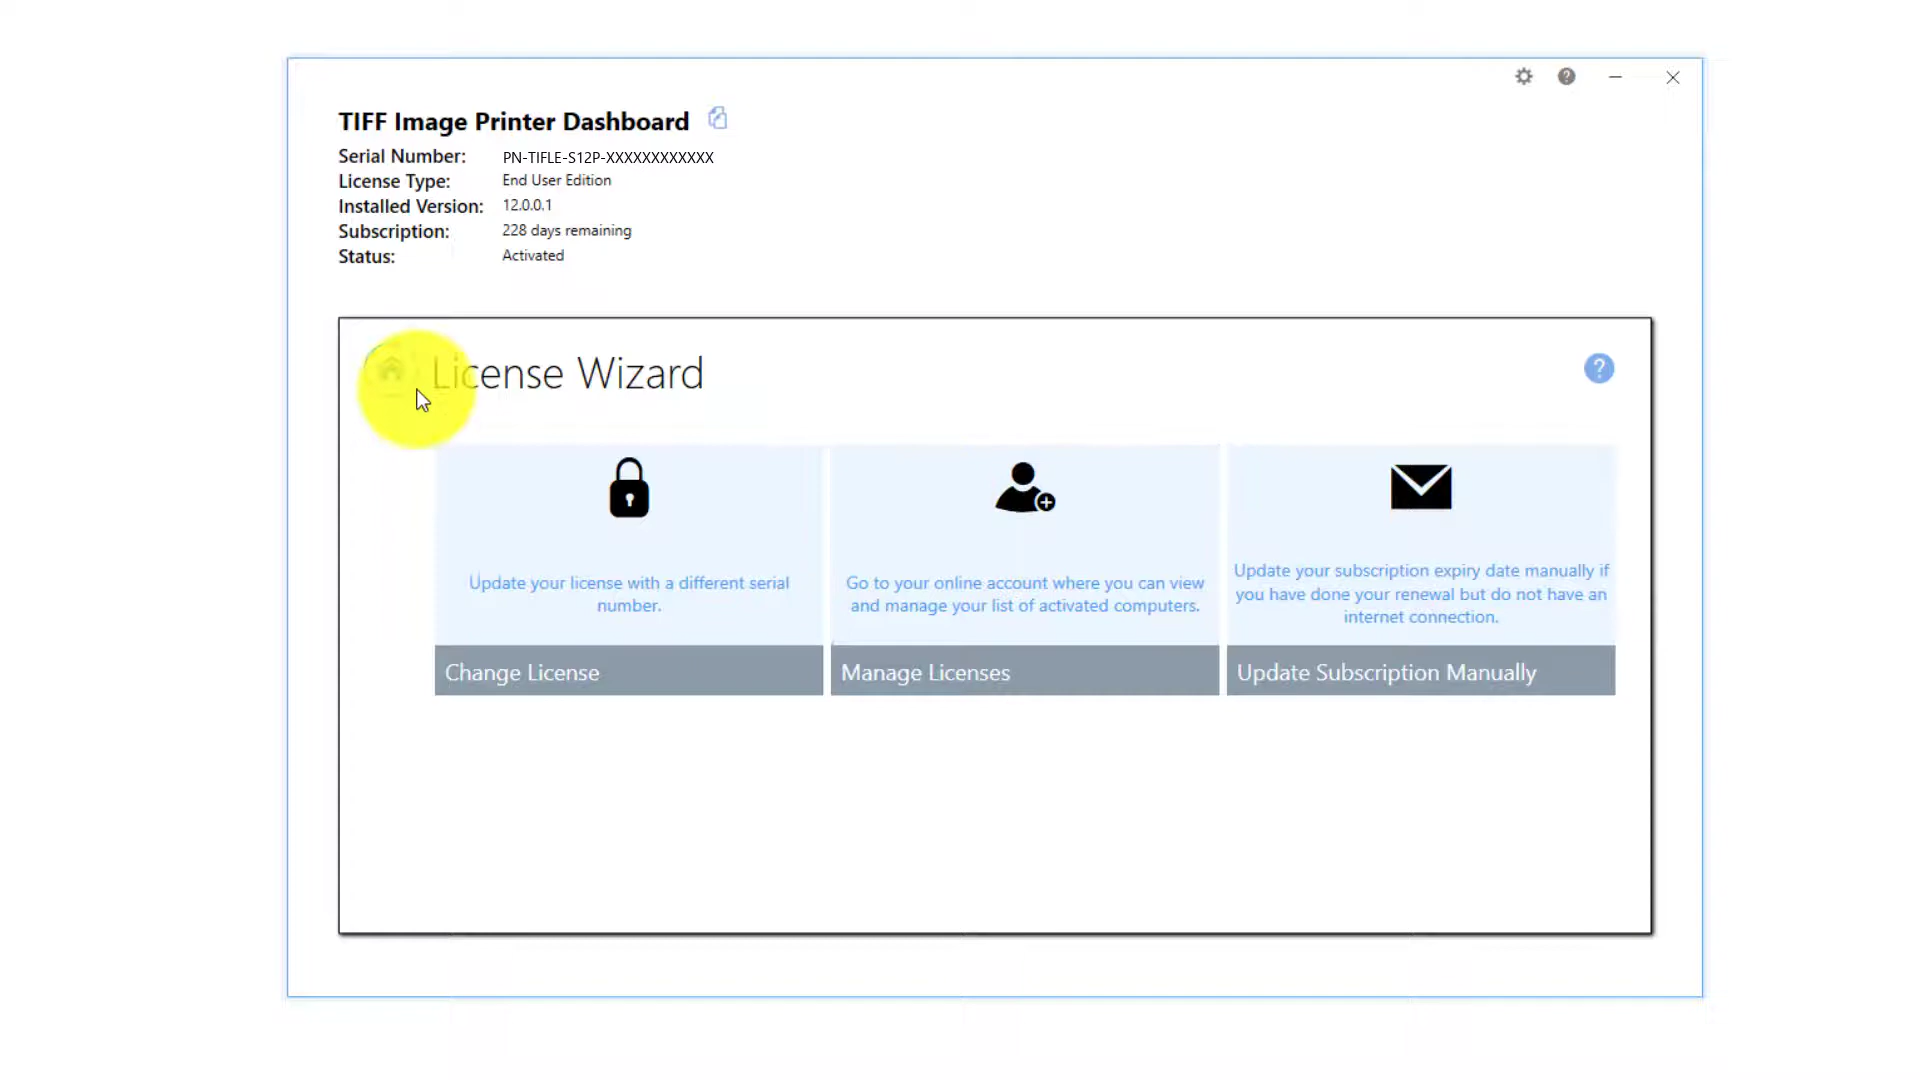 TIFF Image Printer Dashboard
Serial Number: PN-TIFLE-S12P-XXXXXXXXXXXX
License Type: End User Edition
Installed Version: 12.0.0.1
Subscription: 228 days remaining
Status: Activated
License Wizard
?
Update your license with a different serial
number.
Change License
Go to your online account where you can view
and manage your list of activated computers.
Manage Licenses
Update your subscription expiry date manually if
you have done your renewal but do not have an
internet connection.
Update Subscription Manually